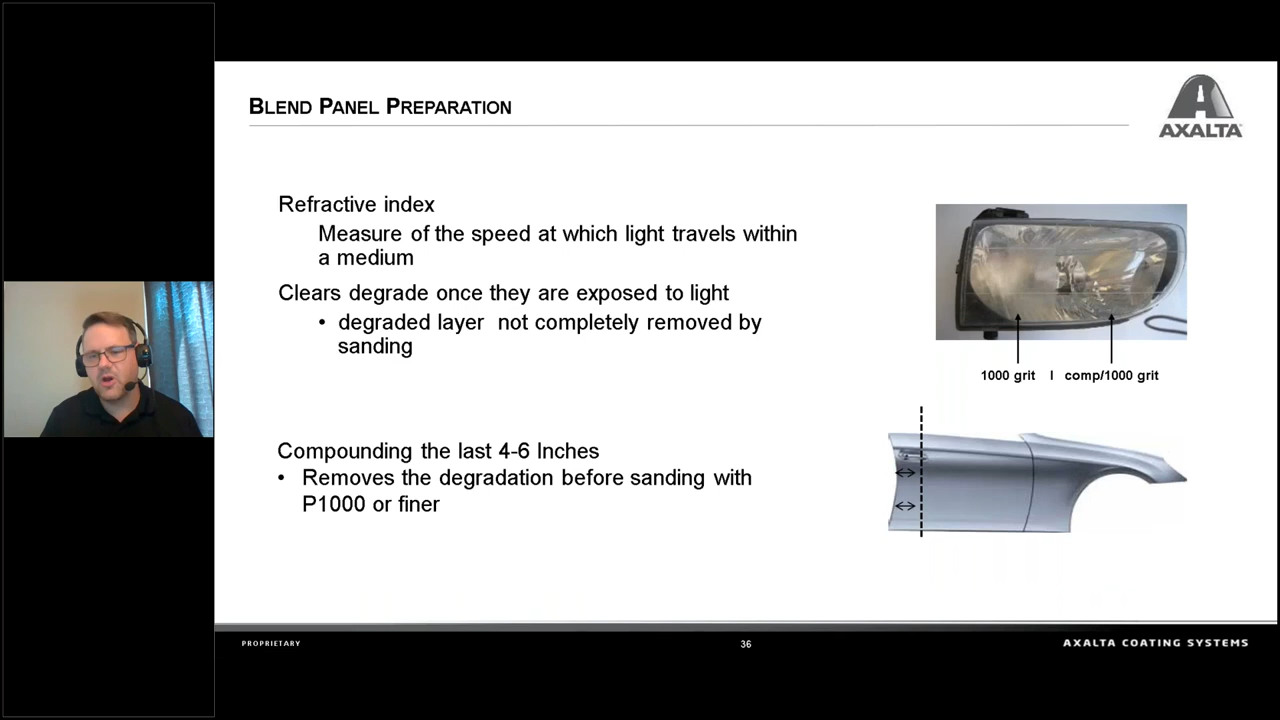 BLEND PANEL PREPARATION
AXALTA
Refractive index
Measure of the speed at which light travels within
a medium
Clears degrade once they are exposed to light
• degraded layer not completely removed by
sanding
1000 grit I comp/1000 grit
Compounding the last 4-6 Inches
• Removes the degradation before sanding with
P1000 or finer
PROPRIETARY
36
AXALTA COATING SYSTEMS